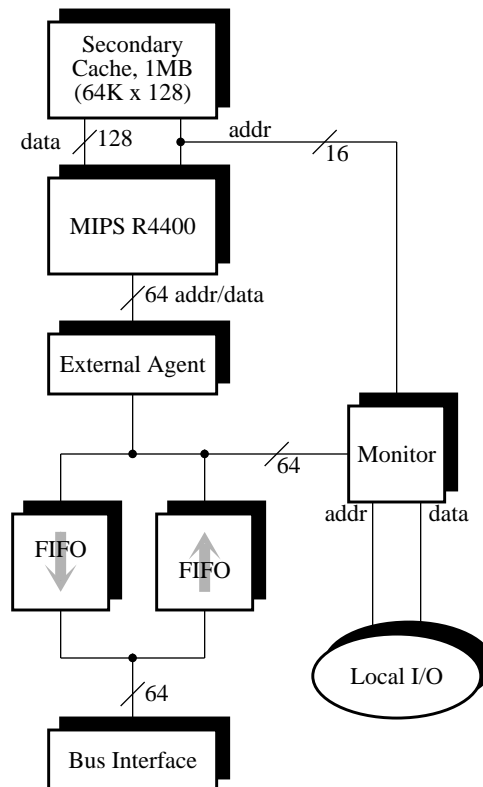 Secondary
Cache, 1MB
(64K x 128)
data
128
addr
16
MIPS R4400
64 addr/data
External Agent
64
Monitor
addr
data
FIFO
FIFO
Local I/O
64
Bus Interface